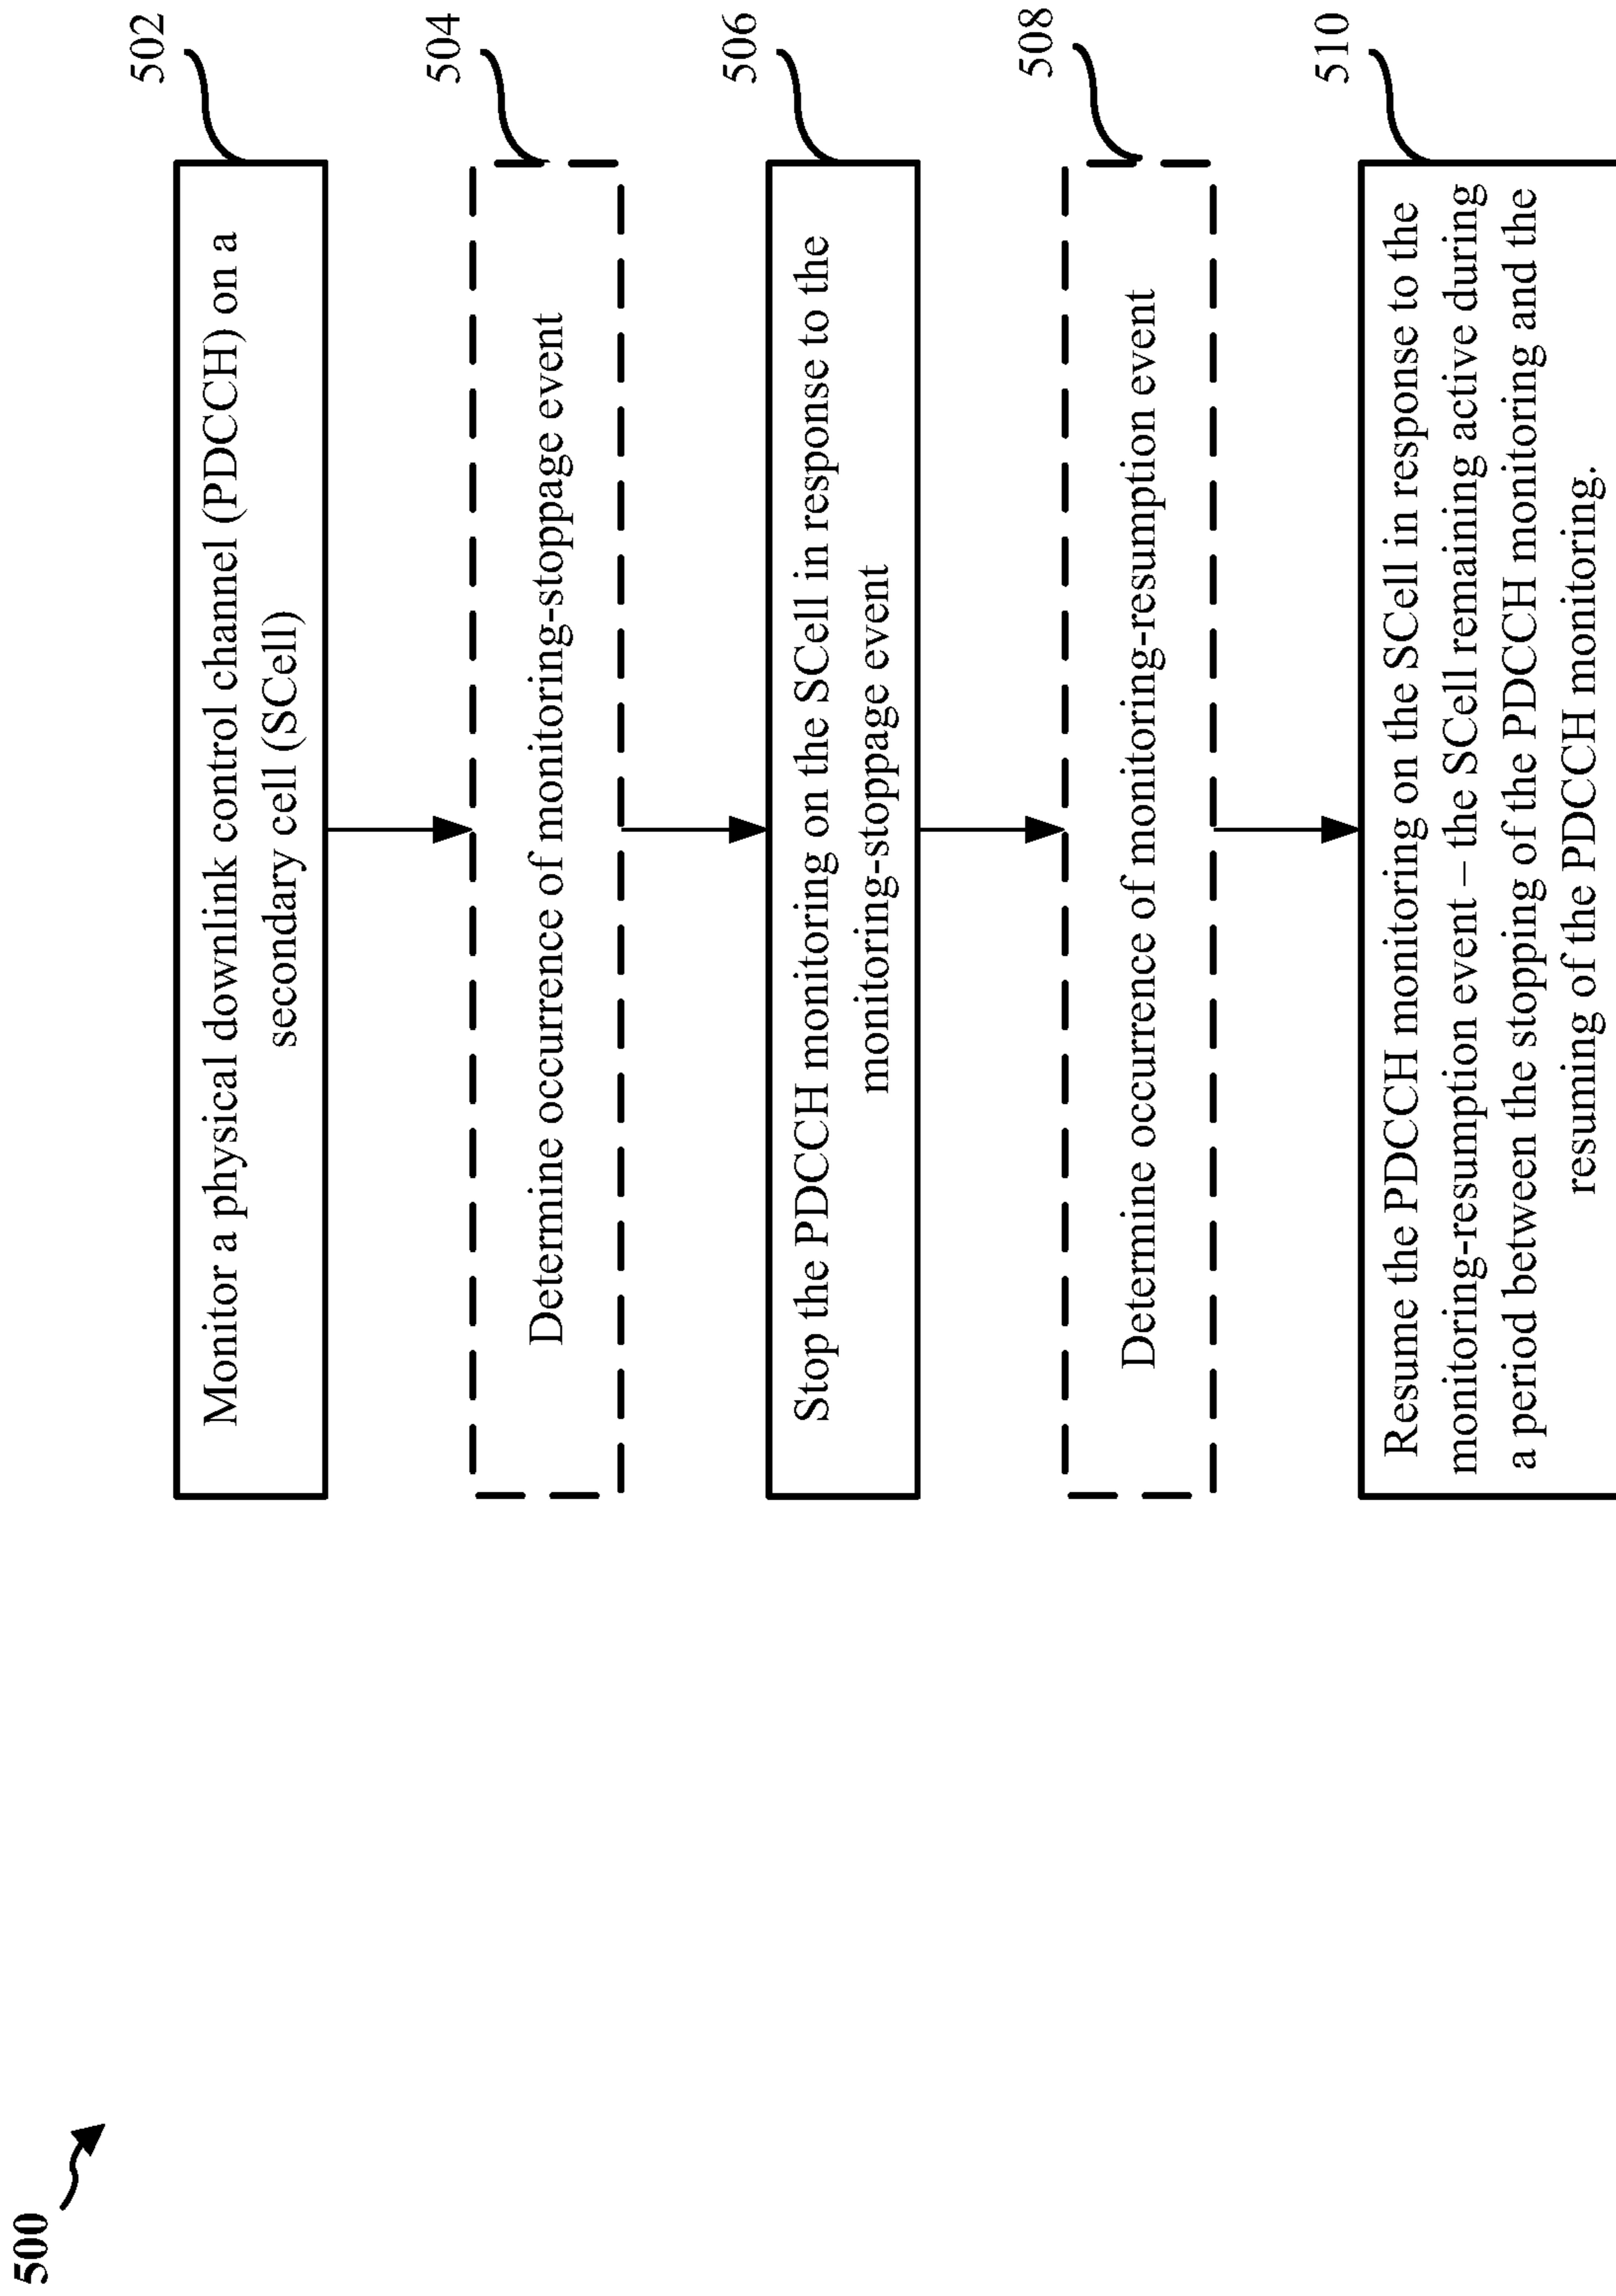 500
502
Monitor a physical downlink control channel (PDCCH) on a
secondary cell (SCell)
504
Determine occurrence of monitoring-stoppage event
506
Stop the PDCCH monitoring on the SCell in response to the
monitoring-stoppage event
508
Determine occurrence of monitoring-resumption event
510
Resume the PDCCH monitoring on the SCell in response to the
monitoring-resumption event – the SCell remaining active during
a period between the stopping of the PDCCH monitoring and the
resuming of the PDCCH monitoring.